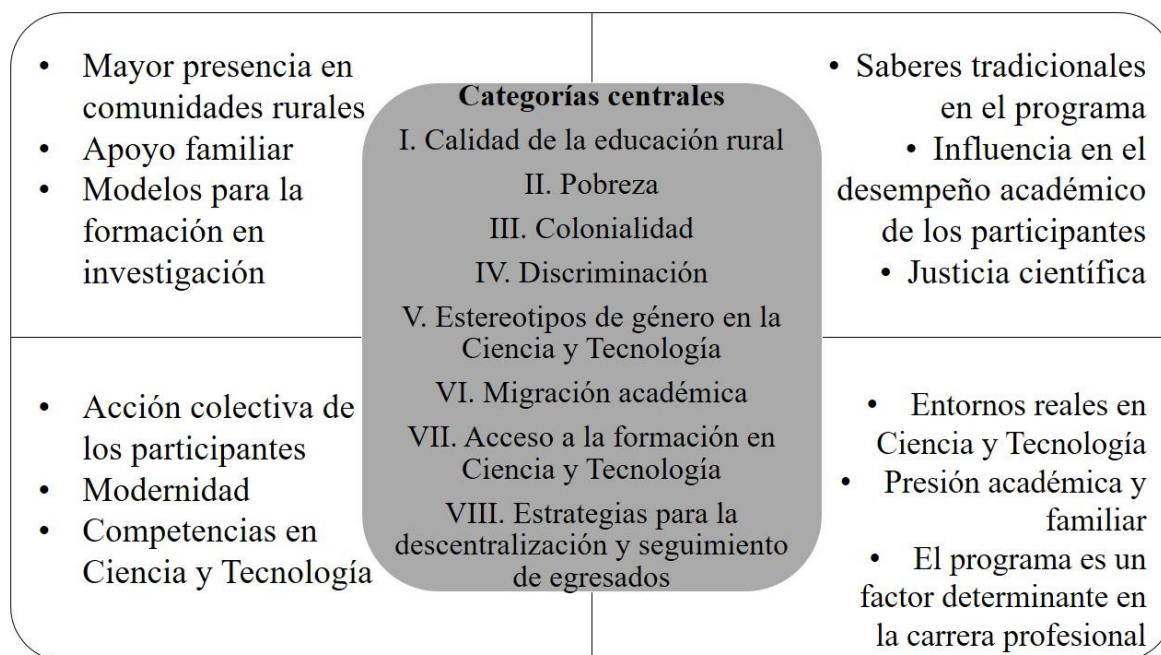 • Mayor presencia en
comunidades rurales
• Apoyo familiar
• Modelos para la
formación en
investigación
• Saberes tradicionales
en el programa
• Influencia en el
desempeño académico
de los participantes
• Justicia científica
Categorías centrales
I. Calidad de la educación rural
II. Pobreza
III. Colonialidad
IV. Discriminación
V. Estereotipos de género en la
Ciencia y Tecnología
VI. Migración académica
VII. Acceso a la formación en
Ciencia y Tecnología
VIII. Estrategias para la
descentralización y seguimiento
de egresados
• Acción colectiva de
los participantes
• Modernidad
• Competencias en
Ciencia y Tecnología
• Entornos reales en
Ciencia y Tecnología
• Presión académica y
familiar
• El programa es un
factor determinante en
la carrera profesional